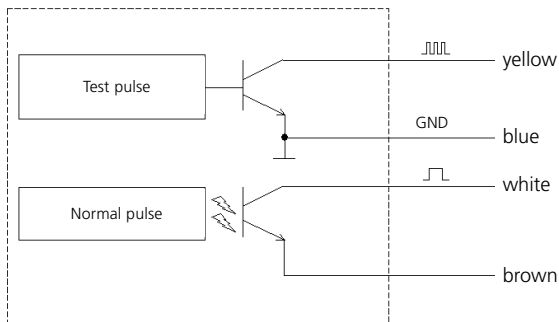 yellow
Test pulse
GND
blue
white
Normal pulse
brown